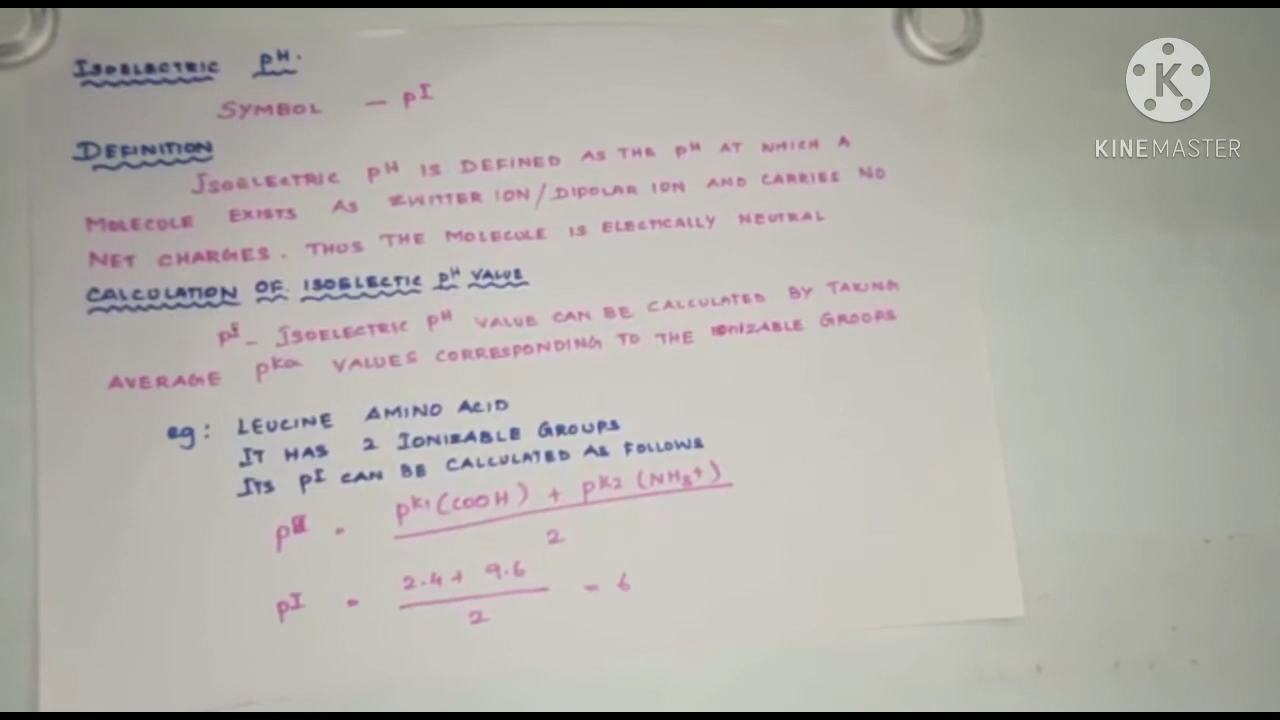 ISOELECTRIC pH.
SYMBOL - pI
DEFINITION
ISOELECTRIC pH IS DEFINED AS THE pH AT WHICH A
MOLECULE EXISTS AS ZWITTER ION/DIPOLAR ION AND CARRIES NO
NET CHARGES. THUS THE MOLECULE IS ELECTICALLY NEUTRAL
CALCULATION OF ISOELECTIC pH VALUE
pI - ISOELECTRIC pH VALUE CAN BE CALCULATED BY TAKING
AVERAGE pKa VALUES CORRESPONDING TO THE IONIZABLE GROOPS
eg: LEUCINE AMINO ACID
IT HAS 2 IONIZABLE GROUPS
ITS pI CAN BE CALCULATED AS FOLLOWS
pI = pK1 (COOH) + pK2 (NH3+)
2
pI = 2.4 + 9.6 = 6
2
K
KINEMASTER